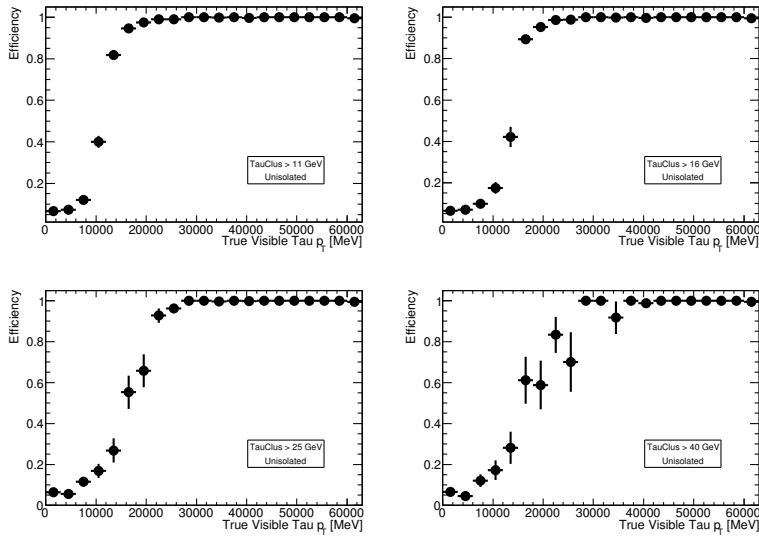 Efficiency
1
0.8
0.6
0.4
0.2
TauClus > 11 GeV
Unisolated
0 10000 20000 30000 40000 50000 60000
True Visible Tau p_T [MeV]
Efficiency
1
0.8
0.6
0.4
0.2
TauClus > 16 GeV
Unisolated
0 10000 20000 30000 40000 50000 60000
True Visible Tau p_T [MeV]
Efficiency
1
0.8
0.6
0.4
0.2
0
TauClus > 25 GeV
Unisolated
0 10000 20000 30000 40000 50000 60000
True Visible Tau p_T [MeV]
Efficiency
1
0.8
0.6
0.4
0.2
0
TauClus > 40 GeV
Unisolated
0 10000 20000 30000 40000 50000 60000
True Visible Tau p_T [MeV]